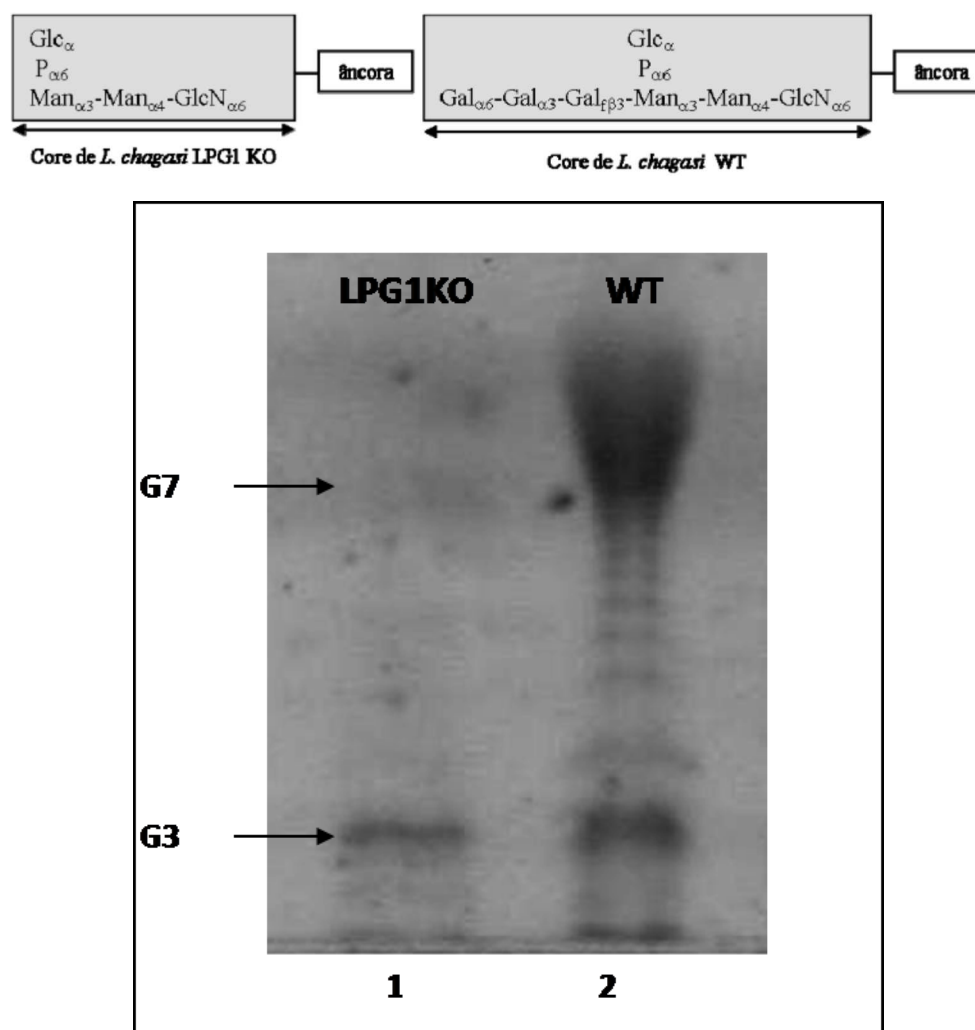 Glcα
Pα6
Manα3-Manα4-GlcNα6
âncora
Core de L. chagasi LPG1 KO
Glcα
Pα6
Galα6-Galα3-Galfβ3-Manα3-Manα4-GlcNα6
âncora
Core de L. chagasi WT
LPG1KO WT
G7
G3
1 2